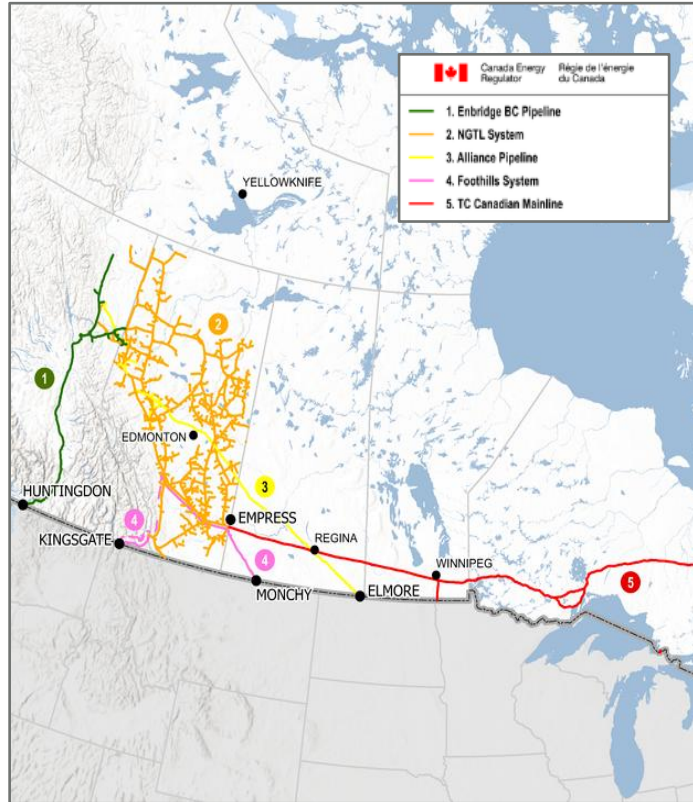 Canada Energy
Regulator
Régie de l'énergie
du Canada
1. Enbridge BC Pipeline
2. NGTL System
3. Alliance Pipeline
4. Foothills System
5. TC Canadian Mainline
YELLOWKNIFE
2
1
EDMONTON
3
HUNTINGDON
EMPRESS
4
KINGSGATE
REGINA
WINNIPEG
4
5
MONCHY
ELMORE